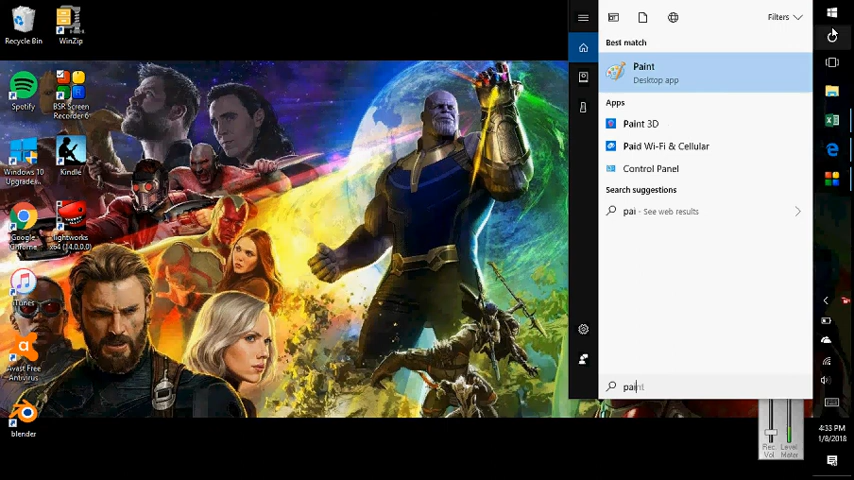 Recycle Bin
WinZip
Spotify
BSR Screen
Recorder 6
Windows 10
Upgrade...
Kindle
Google
Chrome
lightworks
x64 (14.0.0.0)
iTunes
Avast Free
Antivirus
blender
Filters
Best match
Paint
Desktop app
Apps
Paint 3D
Paid Wi-Fi & Cellular
Control Panel
Search suggestions
pai - See web results
paint
Rec.
Vol
Level
Meter
4:33 PM
1/8/2018